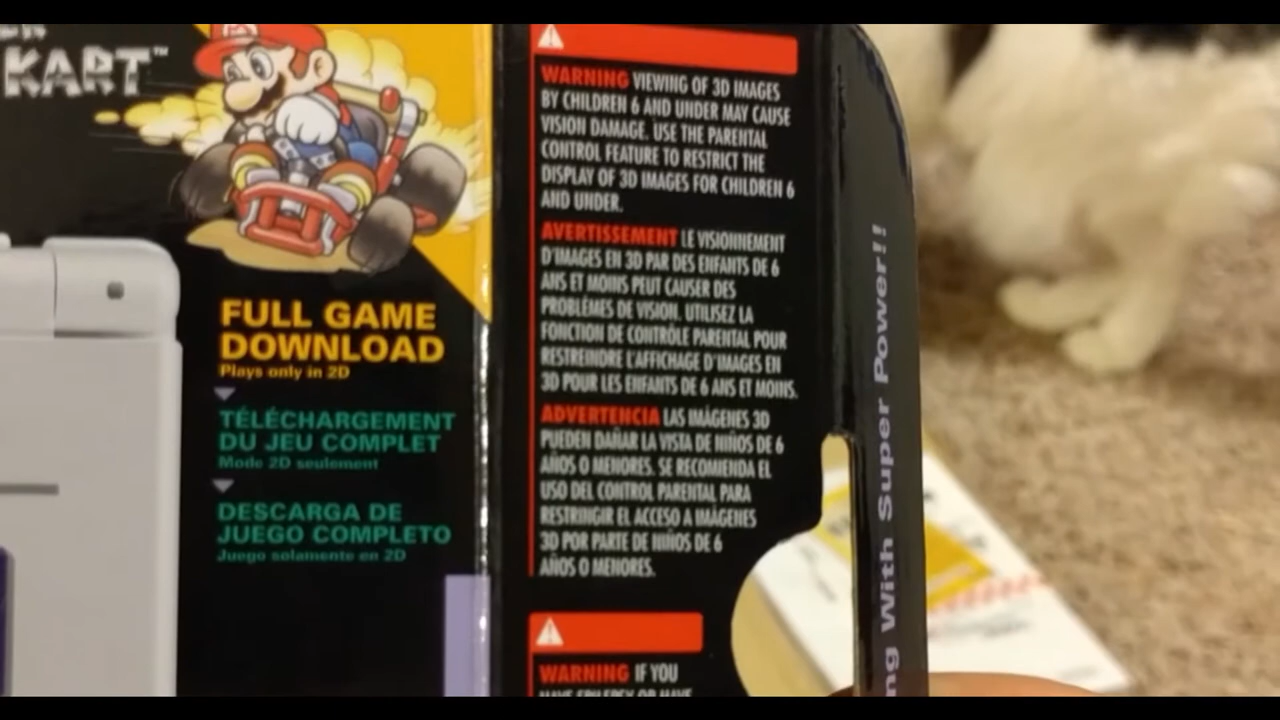 KART™
FULL GAME
DOWNLOAD
Plays only in 2D
TÉLÉCHARGEMENT
DU JEU COMPLET
Mode 2D seulement
DESCARGA DE
JUEGO COMPLETO
Juego solamente en 2D
WARNING VIEWING OF 3D IMAGES
BY CHILDREN 6 AND UNDER MAY CAUSE
VISION DAMAGE. USE THE PARENTAL
CONTROL FEATURE TO RESTRICT THE
DISPLAY OF 3D IMAGES FOR CHILDREN 6
AND UNDER.
AVERTISSEMENT LE VISIONNEMENT
D'IMAGES EN 3D PAR DES ENFANTS DE 6
ANS ET MOINS PEUT CAUSER DES
PROBLÈMES DE VISION. UTILISEZ LA
FONCTION DE CONTRÔLE PARENTAL POUR
RESTREINDRE L'AFFICHAGE D'IMAGES EN
3D POUR LES ENFANTS DE 6 ANS ET MOINS.
ADVERTENCIA LAS IMÁGENES 3D
PUEDEN DAÑAR LA VISTA DE NIÑOS DE 6
AÑOS O MENORES. SE RECOMIENDA EL
USO DEL CONTROL PARENTAL PARA
RESTRINGIR EL ACCESO A IMÁGENES
3D POR PARTE DE NIÑOS DE 6
AÑOS O MENORES.
WARNING IF YOU
HAVE EPILEPSY OR HAVE
ng With Super Power!!